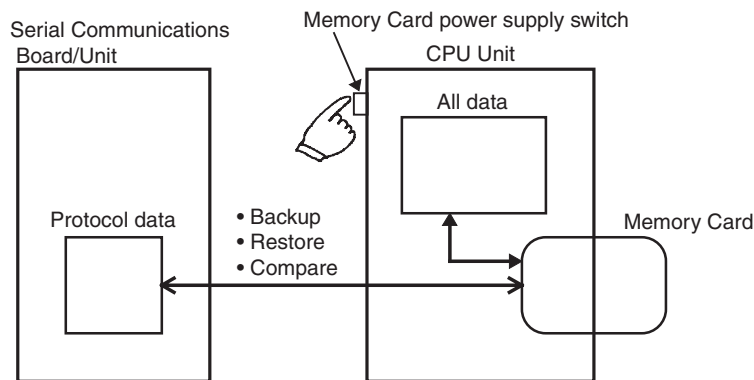 Memory Card power supply switch
Serial Communications
Board/Unit
CPU Unit
All data
Protocol data
• Backup
• Restore
• Compare
Memory Card